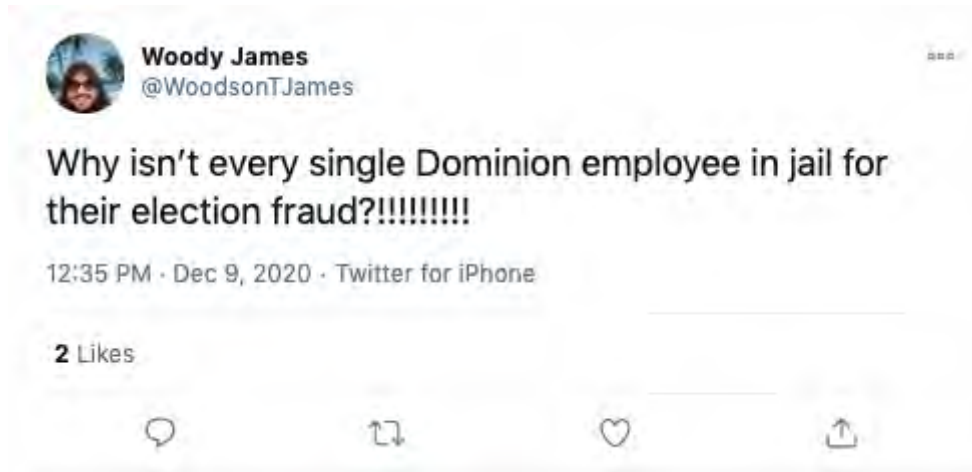 Woody James
@WoodsonTJames
Why isn’t every single Dominion employee in jail for
their election fraud?!!!!!!!!!
12:35 PM · Dec 9, 2020 · Twitter for iPhone
2 Likes